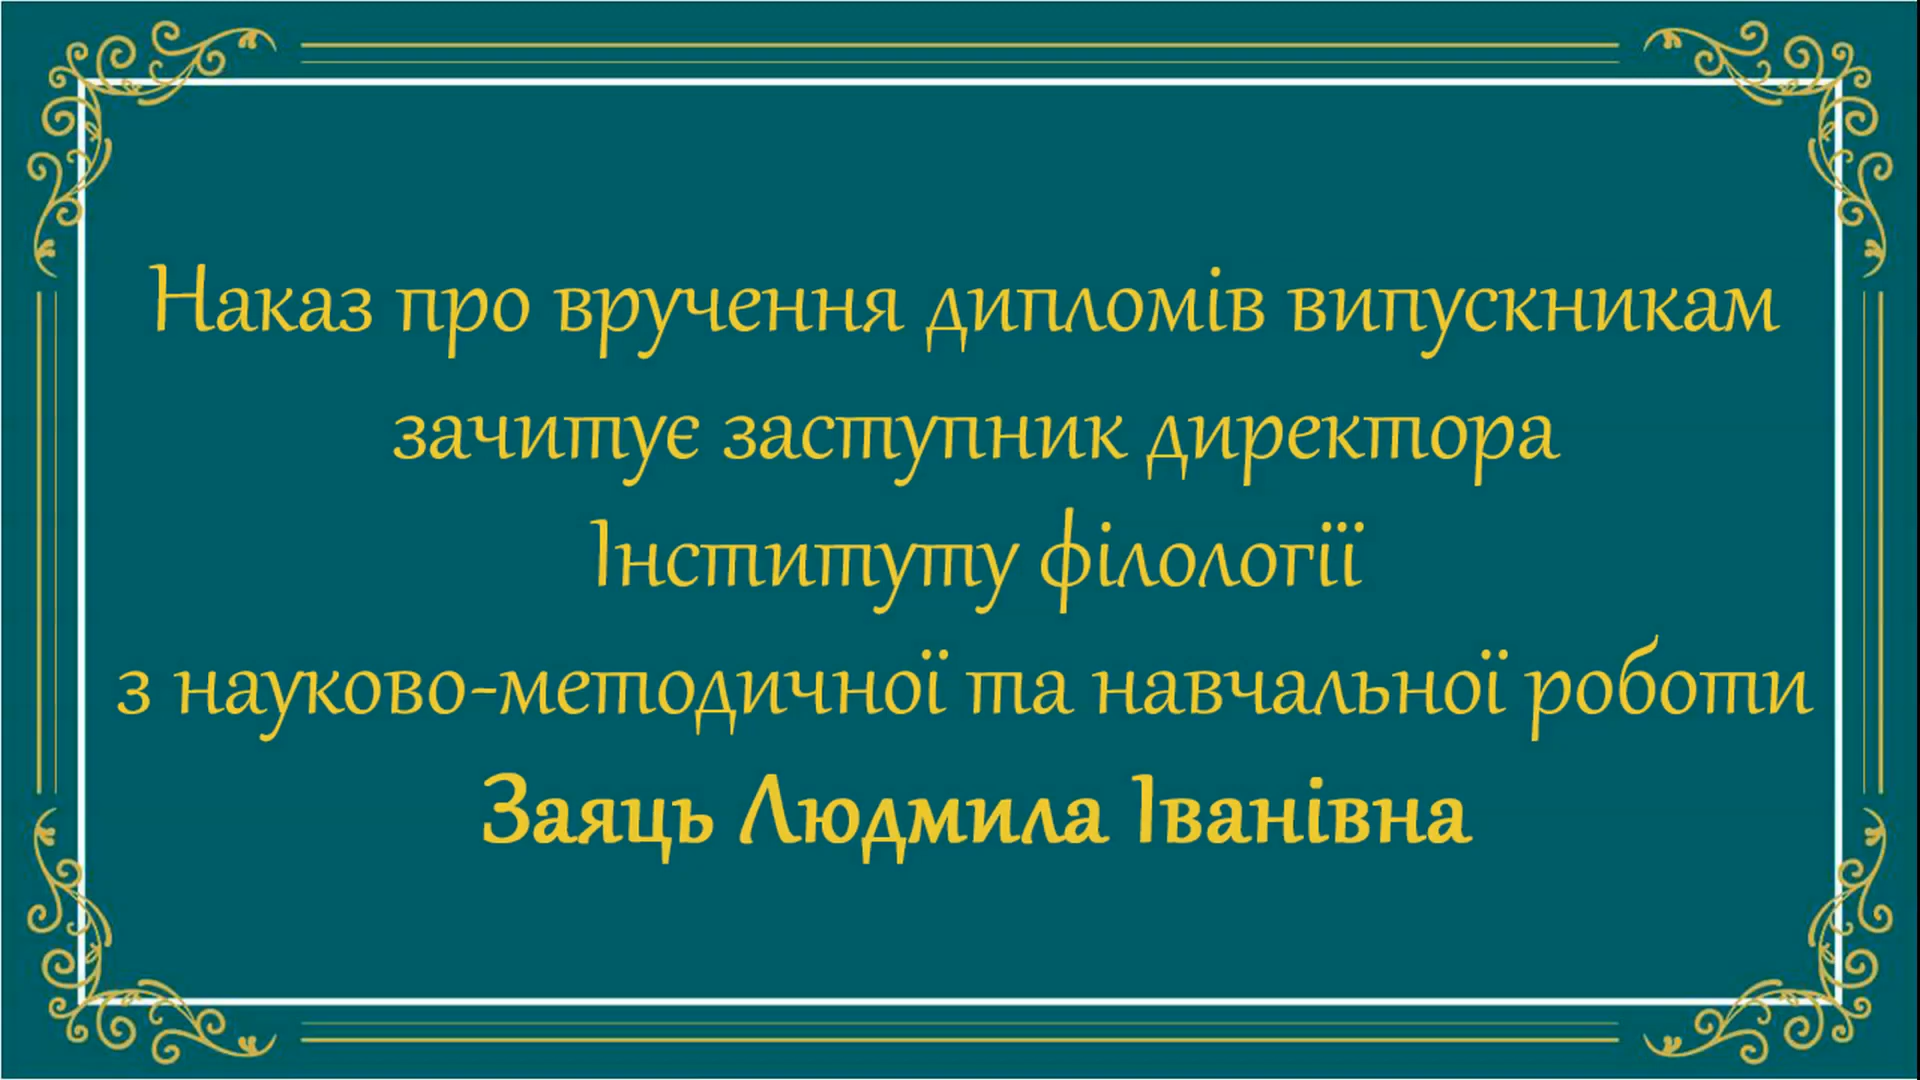 Наказ про вручення дипломів випускникам
зачитує заступник директора
Інституту філології
з науково-методичної та навчальної роботи
Заяць Людмила Іванівна